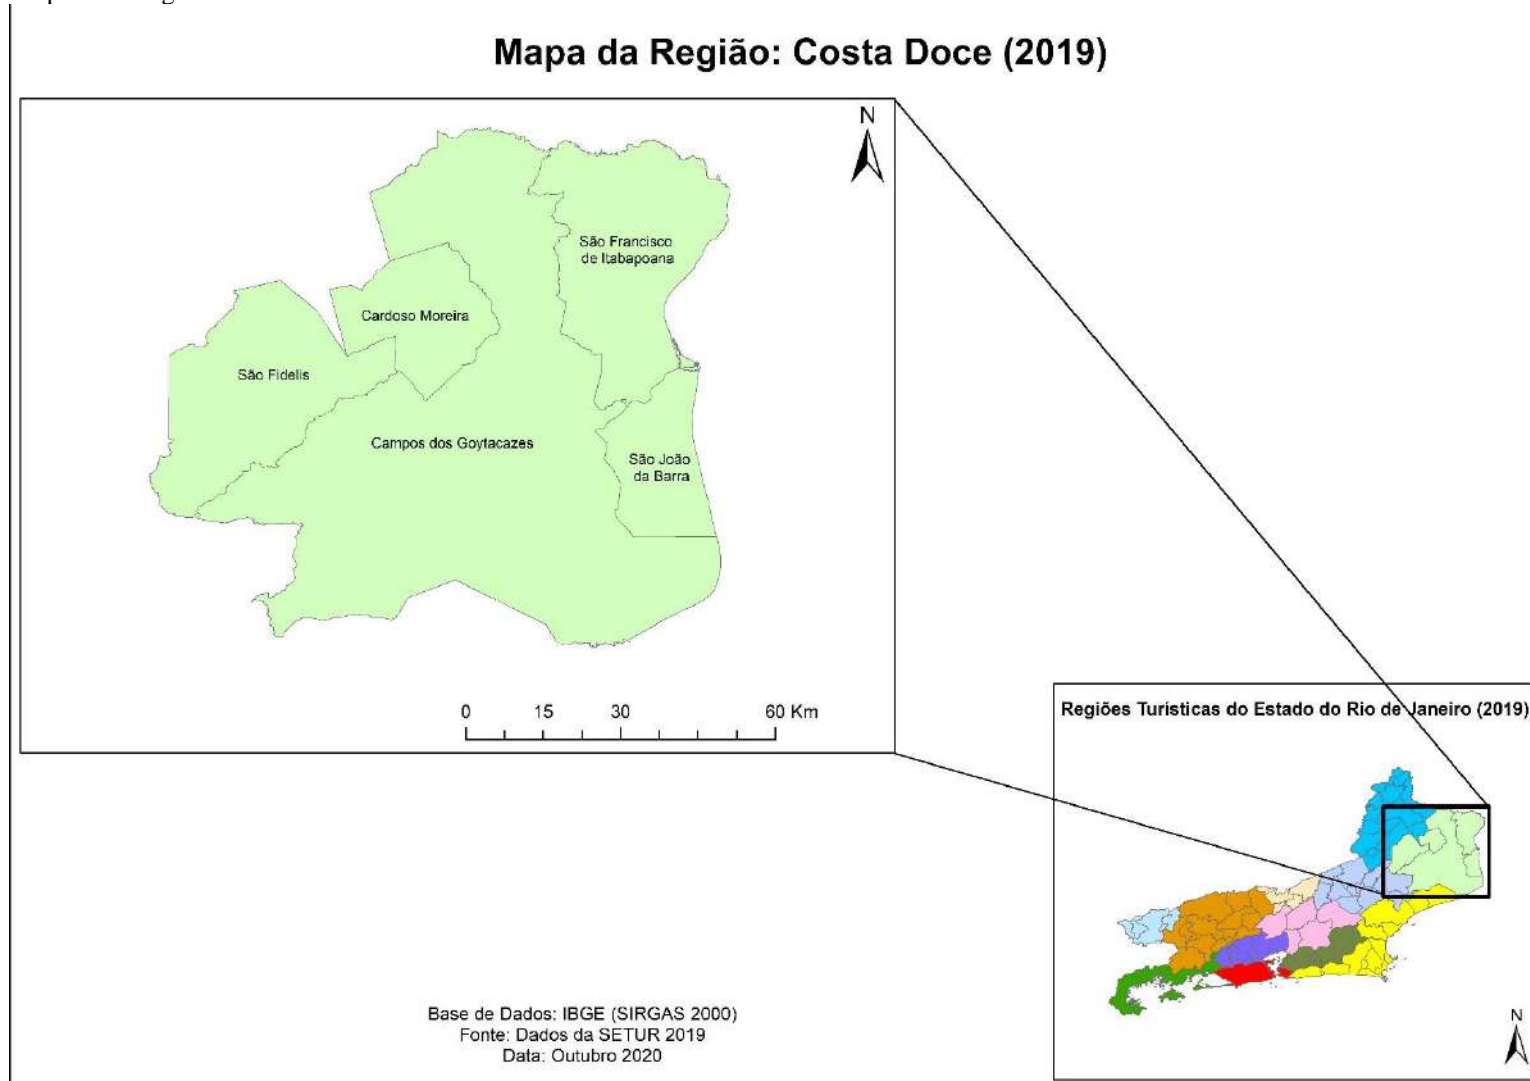 Mapa da Região: Costa Doce (2019)
N
São Francisco
de Itabapoana
Cardoso Moreira
São Fidelis
Campos dos Goytacazes
São João
da Barra
0 15 30 60 Km
Regiões Turísticas do Estado do Rio de Janeiro (2019)
N
Base de Dados: IBGE (SIRGAS 2000)
Fonte: Dados da SETUR 2019
Data: Outubro 2020